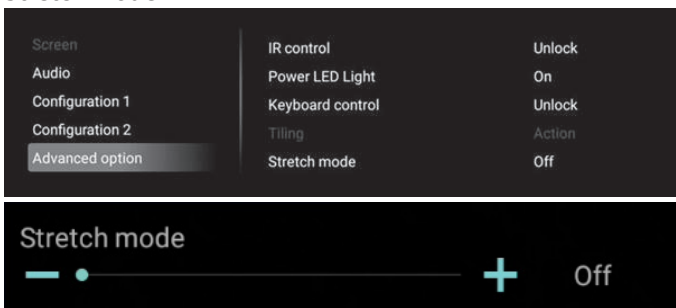 Screen
Audio
Configuration 1
Configuration 2
Advanced option
IR control Unlock
Power LED Light On
Keyboard control Unlock
Tiling Action
Stretch mode Off
Stretch mode
Off